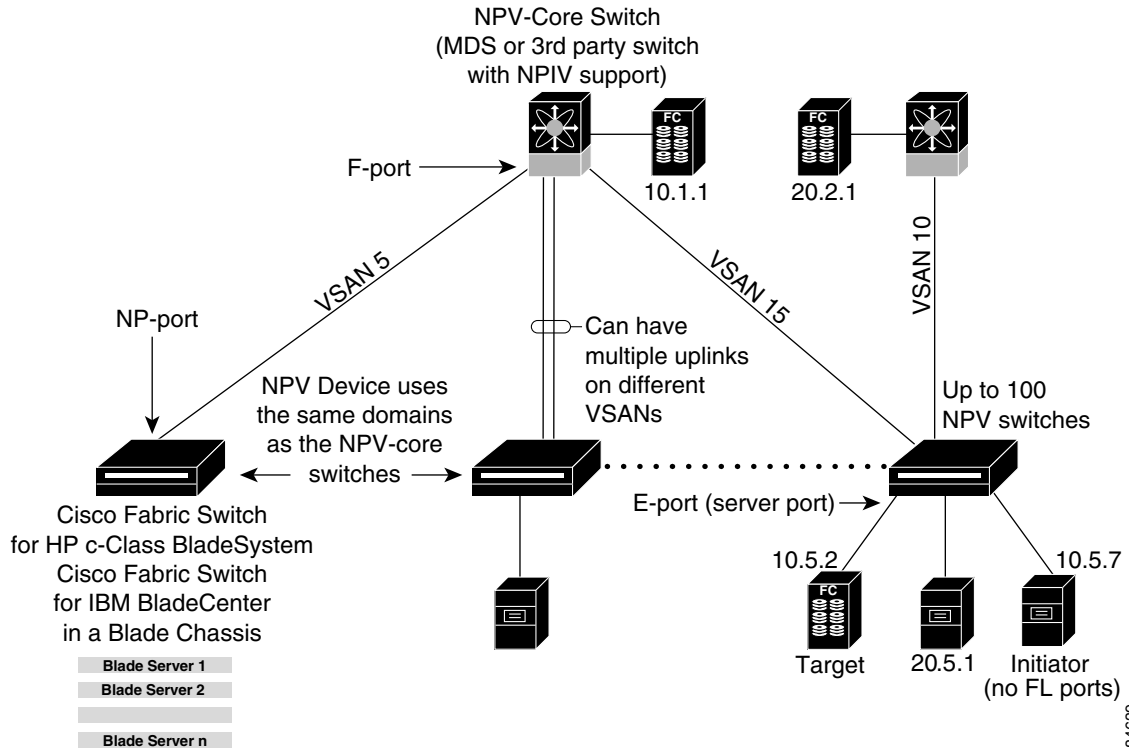 NPV-Core Switch
(MDS or 3rd party switch
with NPIV support)
FC
FC
F-port
10.1.1
20.2.1
VSAN 5
VSAN 15
VSAN 10
NP-port
Can have
multiple uplinks
on different
VSANs
NPV Device uses
the same domains
as the NPV-core
switches
Up to 100
NPV switches
E-port (server port)
Cisco Fabric Switch
for HP c-Class BladeSystem
Cisco Fabric Switch
for IBM BladeCenter
in a Blade Chassis
10.5.2
10.5.7
FC
Target
20.5.1
Initiator
(no FL ports)
Blade Server 1
Blade Server 2
Blade Server n